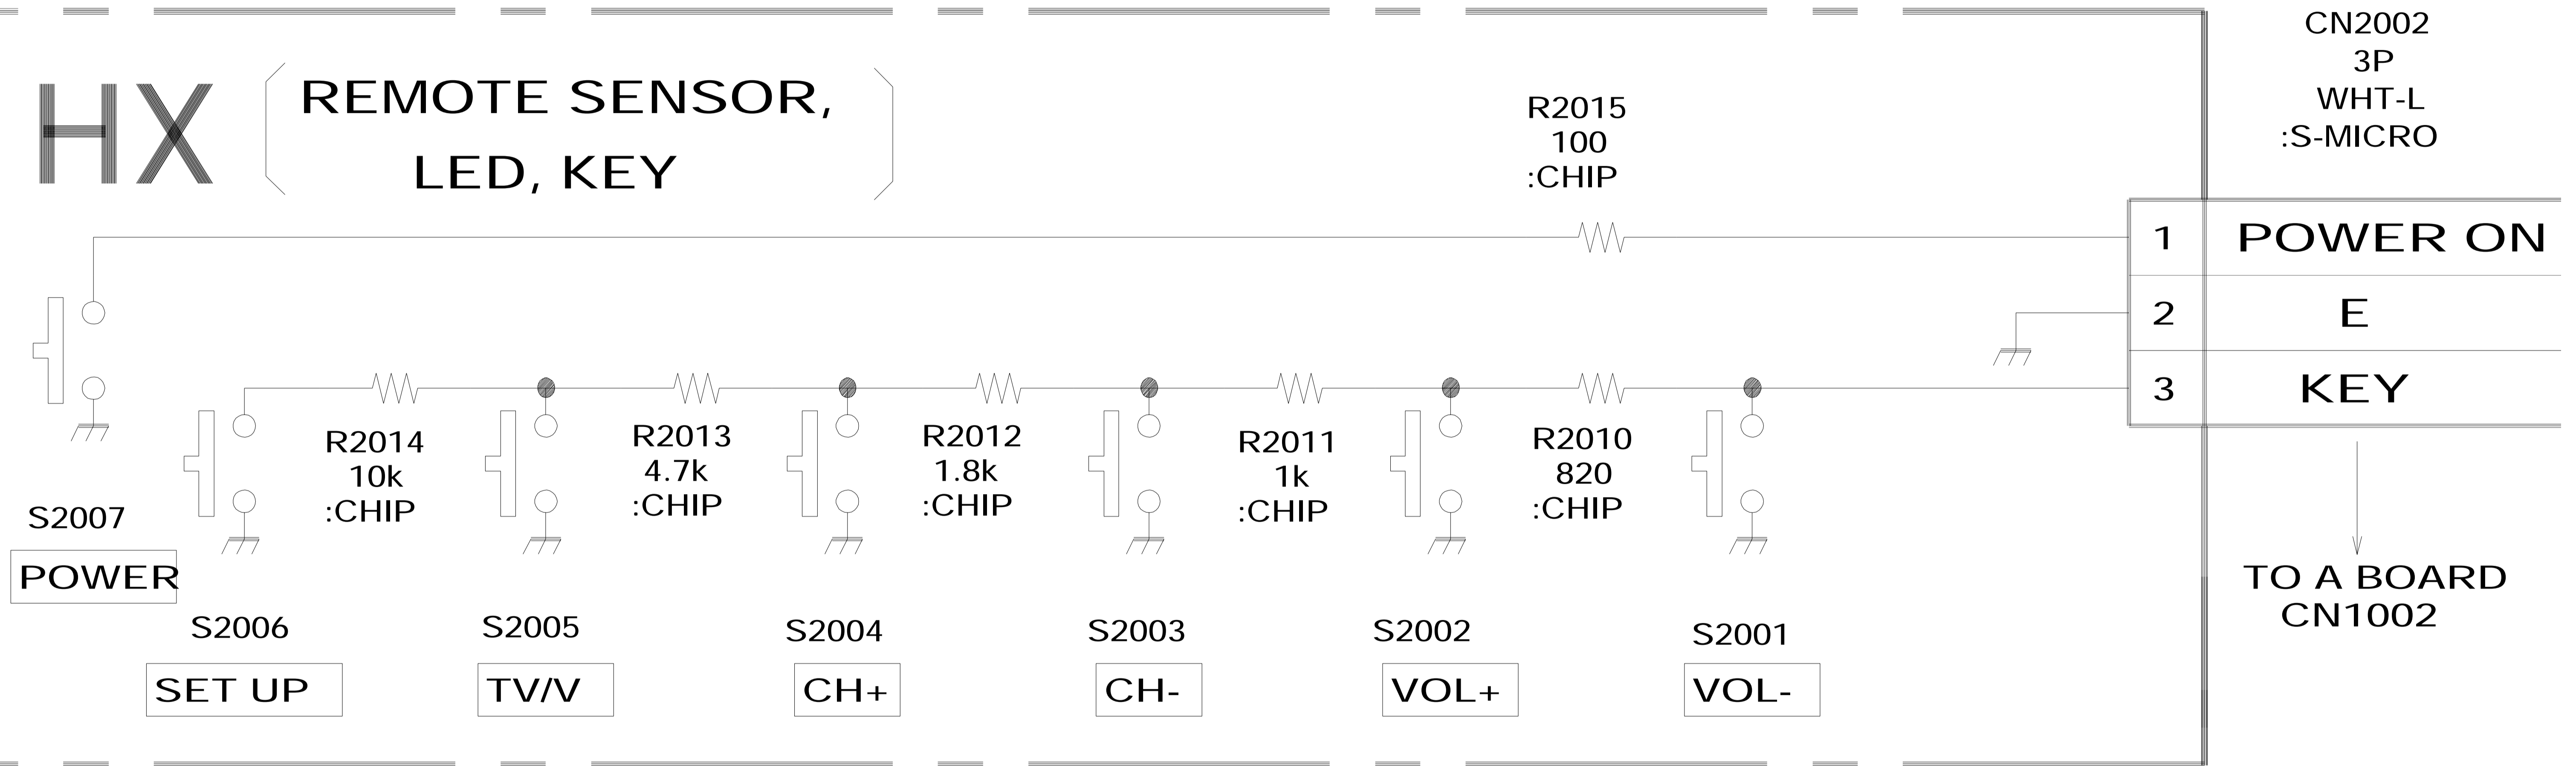 HX
REMOTE SENSOR,
LED, KEY
R2015
100
:CHIP
CN2002
3P
WHT-L
:S-MICRO
1 POWER ON
2 E
3 KEY
R2014
10k
:CHIP
R2013
4.7k
:CHIP
R2012
1.8k
:CHIP
R2011
1k
:CHIP
R2010
820
:CHIP
S2007
POWER
S2006
SET UP
S2005
TV/V
S2004
CH+
S2003
CH-
S2002
VOL+
S2001
VOL-
TO A BOARD
CN1002